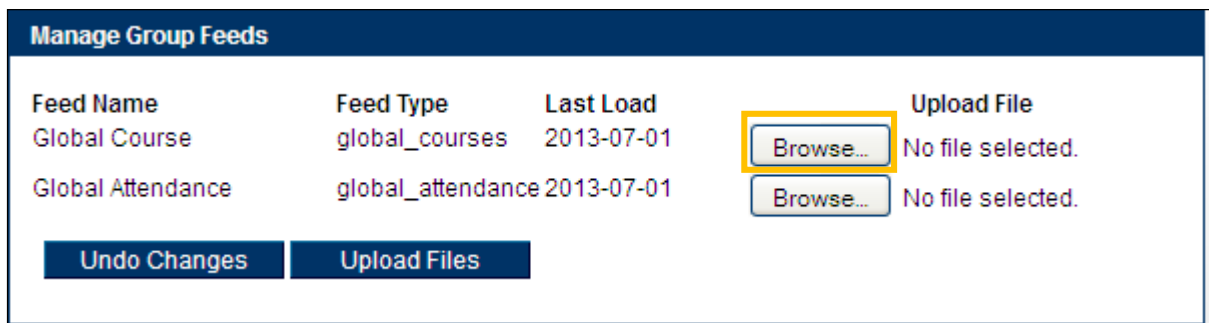 Manage Group Feeds
Feed Name Feed Type Last Load Upload File
Global Course global_courses 2013-07-01 Browse... No file selected.
Global Attendance global_attendance 2013-07-01 Browse... No file selected.
Undo Changes Upload Files